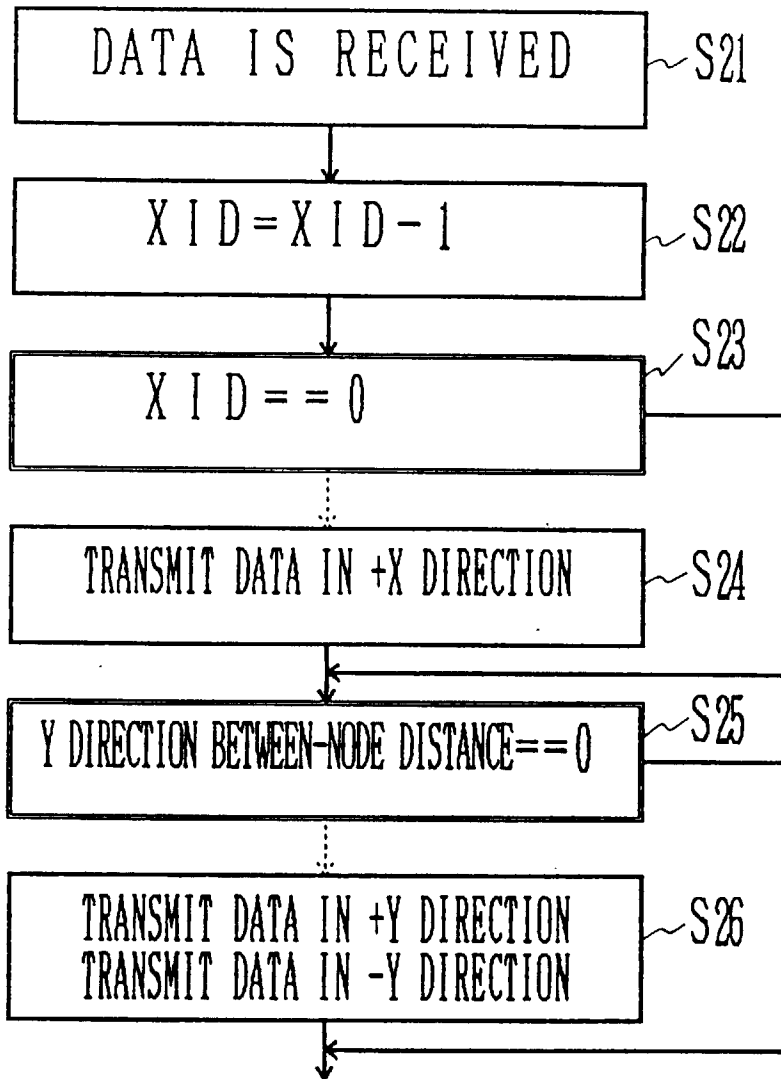 DATA IS RECEIVED
S21
XID=XID-1
S22
XID==0
S23
TRANSMIT DATA IN +X DIRECTION
S24
Y DIRECTION BETWEEN-NODE DISTANCE==0
S25
TRANSMIT DATA IN +Y DIRECTION
TRANSMIT DATA IN -Y DIRECTION
S26